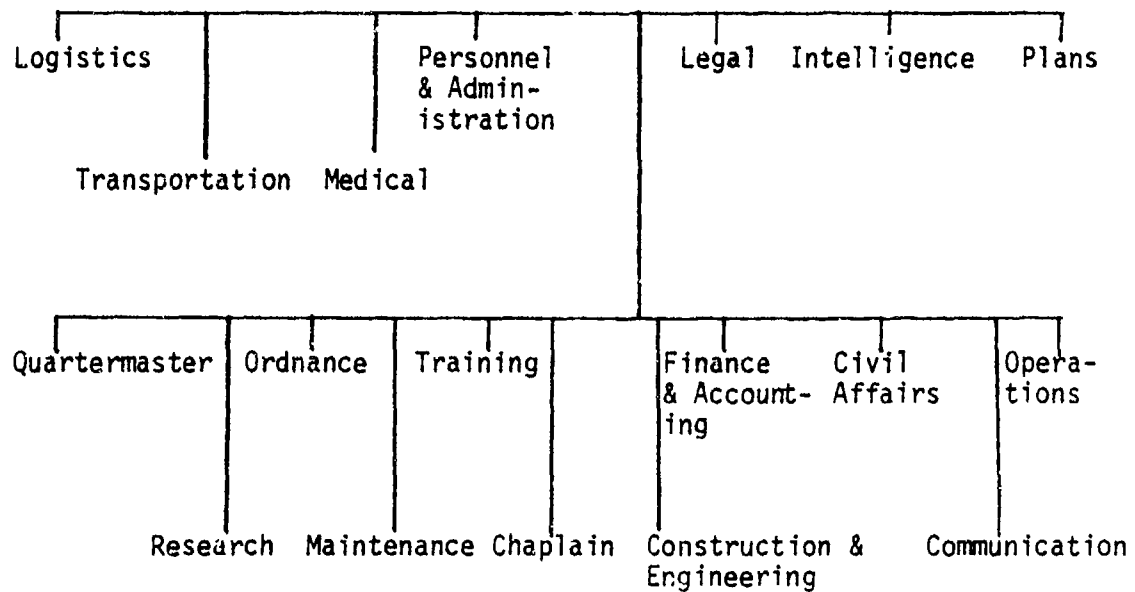 Logistics Personnel Legal Intelligence Plans
& Admin-
istration
Transportation Medical
Quartermaster Ordnance Training Finance Civil Opera-
& Account- Affairs tions
ing
Research Maintenance Chaplain Construction & Communication
Engineering